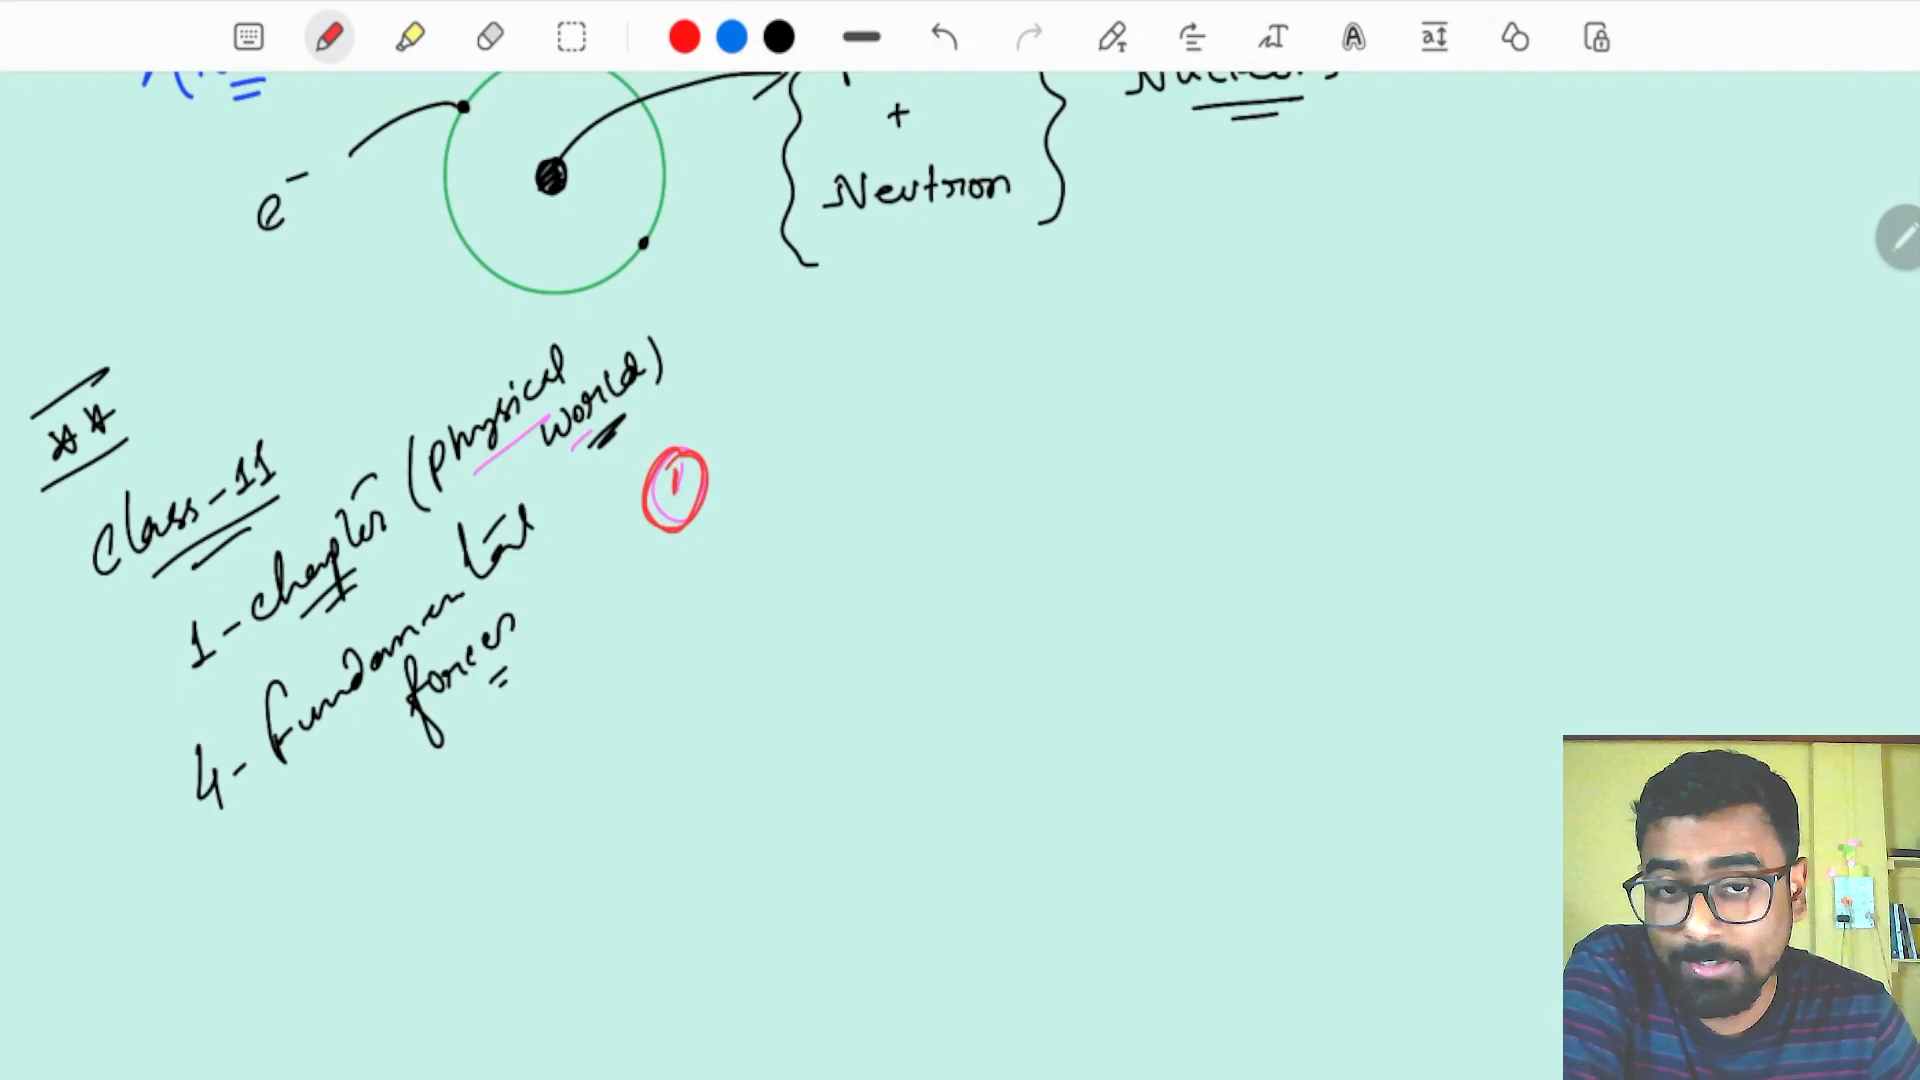 e⁻
+
Neutron
Class-11
1-chapter (Physical
World)
4- Fundamental
forces
1